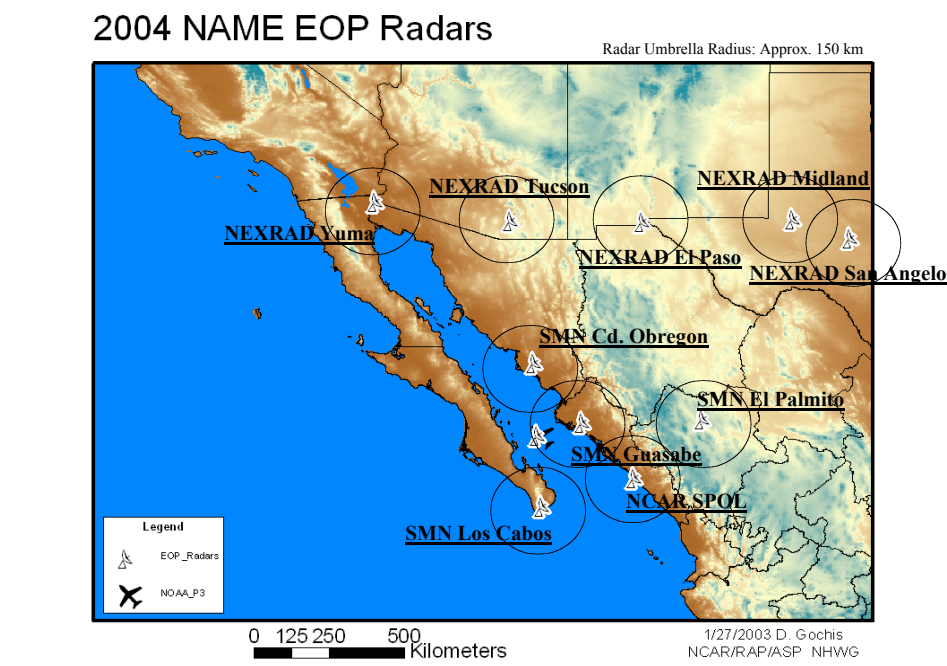 2004 NAME EOP Radars
Radar Umbrella Radius: Approx. 150 km
NEXRAD Midland
NEXRAD Tucson
NEXRAD Yuma
NEXRAD El Paso
NEXRAD San Angelo
SMN Cd. Obregon
SMN El Palmito
SMN Guasabe
NCAR SPOL
SMN Los Cabos
Legend
EOP_Radars
NOAA_P3
0 125 250 500
Kilometers
1/27/2003 D. Gochis
NCAR/RAP/ASP NHWG